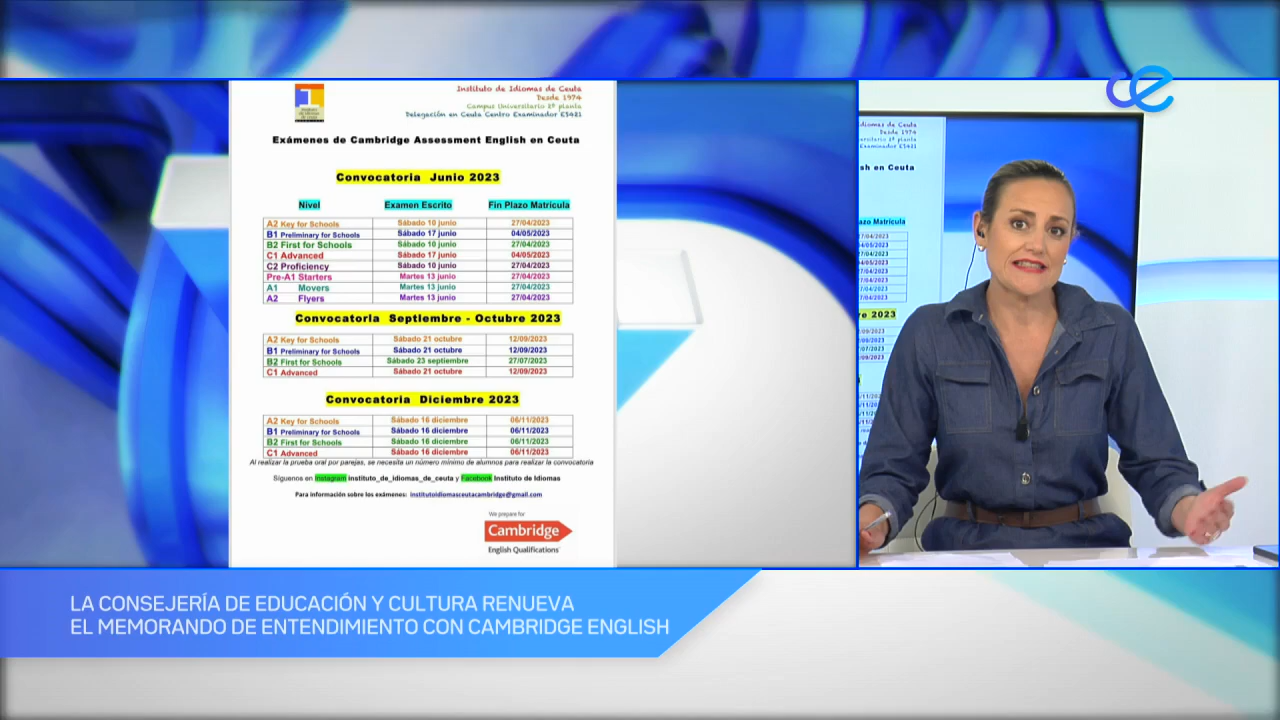 Instituto de Idiomas de Ceuta
Desde 1974
Campus Universitario 2ª planta
Delegación en Ceuta Centro Examinador ES421
Exámenes de Cambridge Assessment English en Ceuta
Convocatoria Junio 2023
Nivel Examen Escrito Fin Plazo Matrícula
A2 Key for Schools Sábado 10 junio 27/04/2023
B1 Preliminary for Schools Sábado 17 junio 04/05/2023
B2 First for Schools Sábado 10 junio 27/04/2023
C1 Advanced Sábado 17 junio 04/05/2023
C2 Proficiency Sábado 10 junio 27/04/2023
Pre-A1 Starters Martes 13 junio 27/04/2023
A1 Movers Martes 13 junio 27/04/2023
A2 Flyers Martes 13 junio 27/04/2023
Convocatoria Septiembre - Octubre 2023
A2 Key for Schools Sábado 21 octubre 12/09/2023
B1 Preliminary for Schools Sábado 21 octubre 12/09/2023
B2 First for Schools Sábado 23 septiembre 27/07/2023
C1 Advanced Sábado 21 octubre 12/09/2023
Convocatoria Diciembre 2023
A2 Key for Schools Sábado 16 diciembre 06/11/2023
B1 Preliminary for Schools Sábado 16 diciembre 06/11/2023
B2 First for Schools Sábado 16 diciembre 06/11/2023
C1 Advanced Sábado 16 diciembre 06/11/2023
Al realizar la prueba oral por parejas, se necesita un número mínimo de alumnos para realizar la convocatoria
Síguenos en Instagram instituto_de_idiomas_de_ceuta y Facebook Instituto de Idiomas
Para información sobre los exámenes: institutoidiomasceutacambridge@gmail.com
We prepare for
Cambridge
English Qualifications
ce
LA CONSEJERÍA DE EDUCACIÓN Y CULTURA RENUEVA
EL MEMORANDO DE ENTENDIMIENTO CON CAMBRIDGE ENGLISH